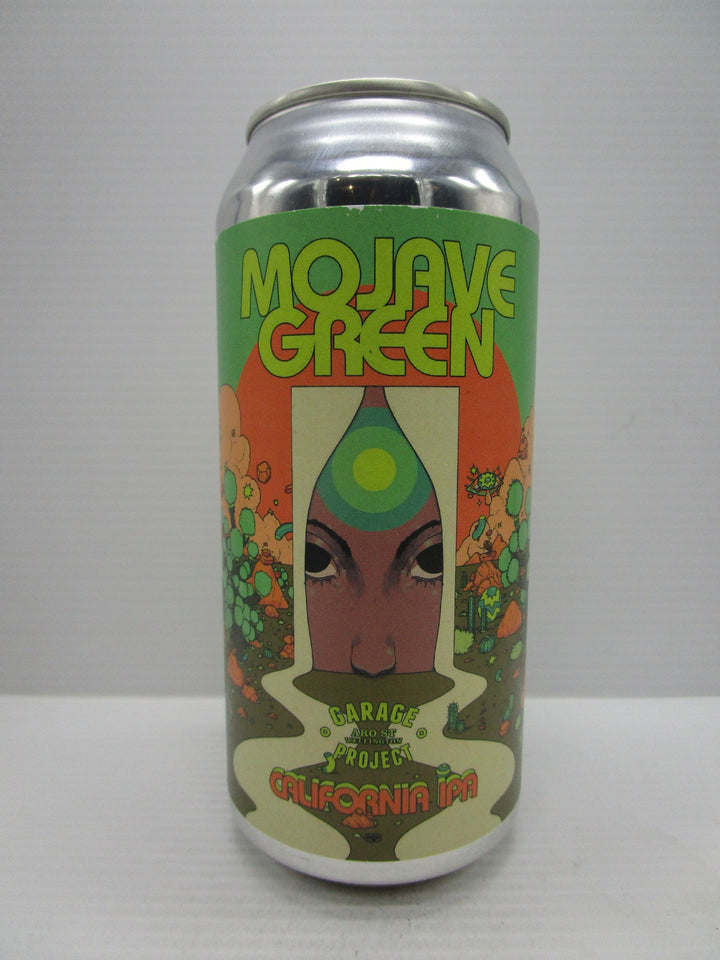 MOJAVE
GREEN
GARAGE
ARO ST
WELLINGTON
PROJECT
CALIFORNIA IPA